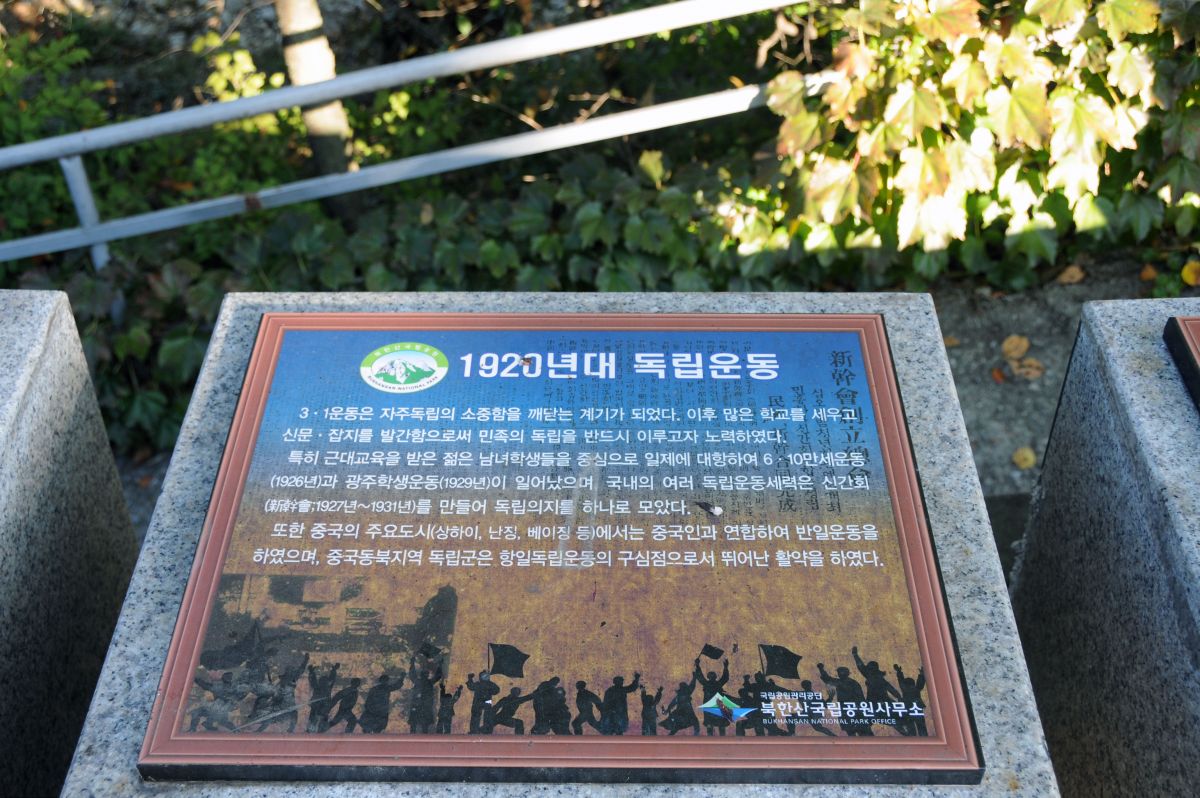 북한산국립공원
BUKHANSAN NATIONAL PARK
1920년대 독립운동
3·1운동은 자주독립의 소중함을 깨닫는 계기가 되었다. 이후 많은 학교를 세우고
신문·잡지를 발간함으로써 민족의 독립을 반드시 이루고자 노력하였다.
특히 근대교육을 받은 젊은 남녀학생들을 중심으로 일제에 대항하여 6·10만세운동
(1926년)과 광주학생운동(1929년)이 일어났으며, 국내의 여러 독립운동세력은 신간회
(新幹會;1927년~1931년)를 만들어 독립의지를 하나로 모았다.
또한 중국의 주요도시(상하이, 난징, 베이징 등)에서는 중국인과 연합하여 반일운동을
하였으며, 중국동북지역 독립군은 항일독립운동의 구심점으로서 뛰어난 활약을 하였다.
新幹會創立
국립공원관리공단
북한산국립공원사무소
BUKHANSAN NATIONAL PARK OFFICE